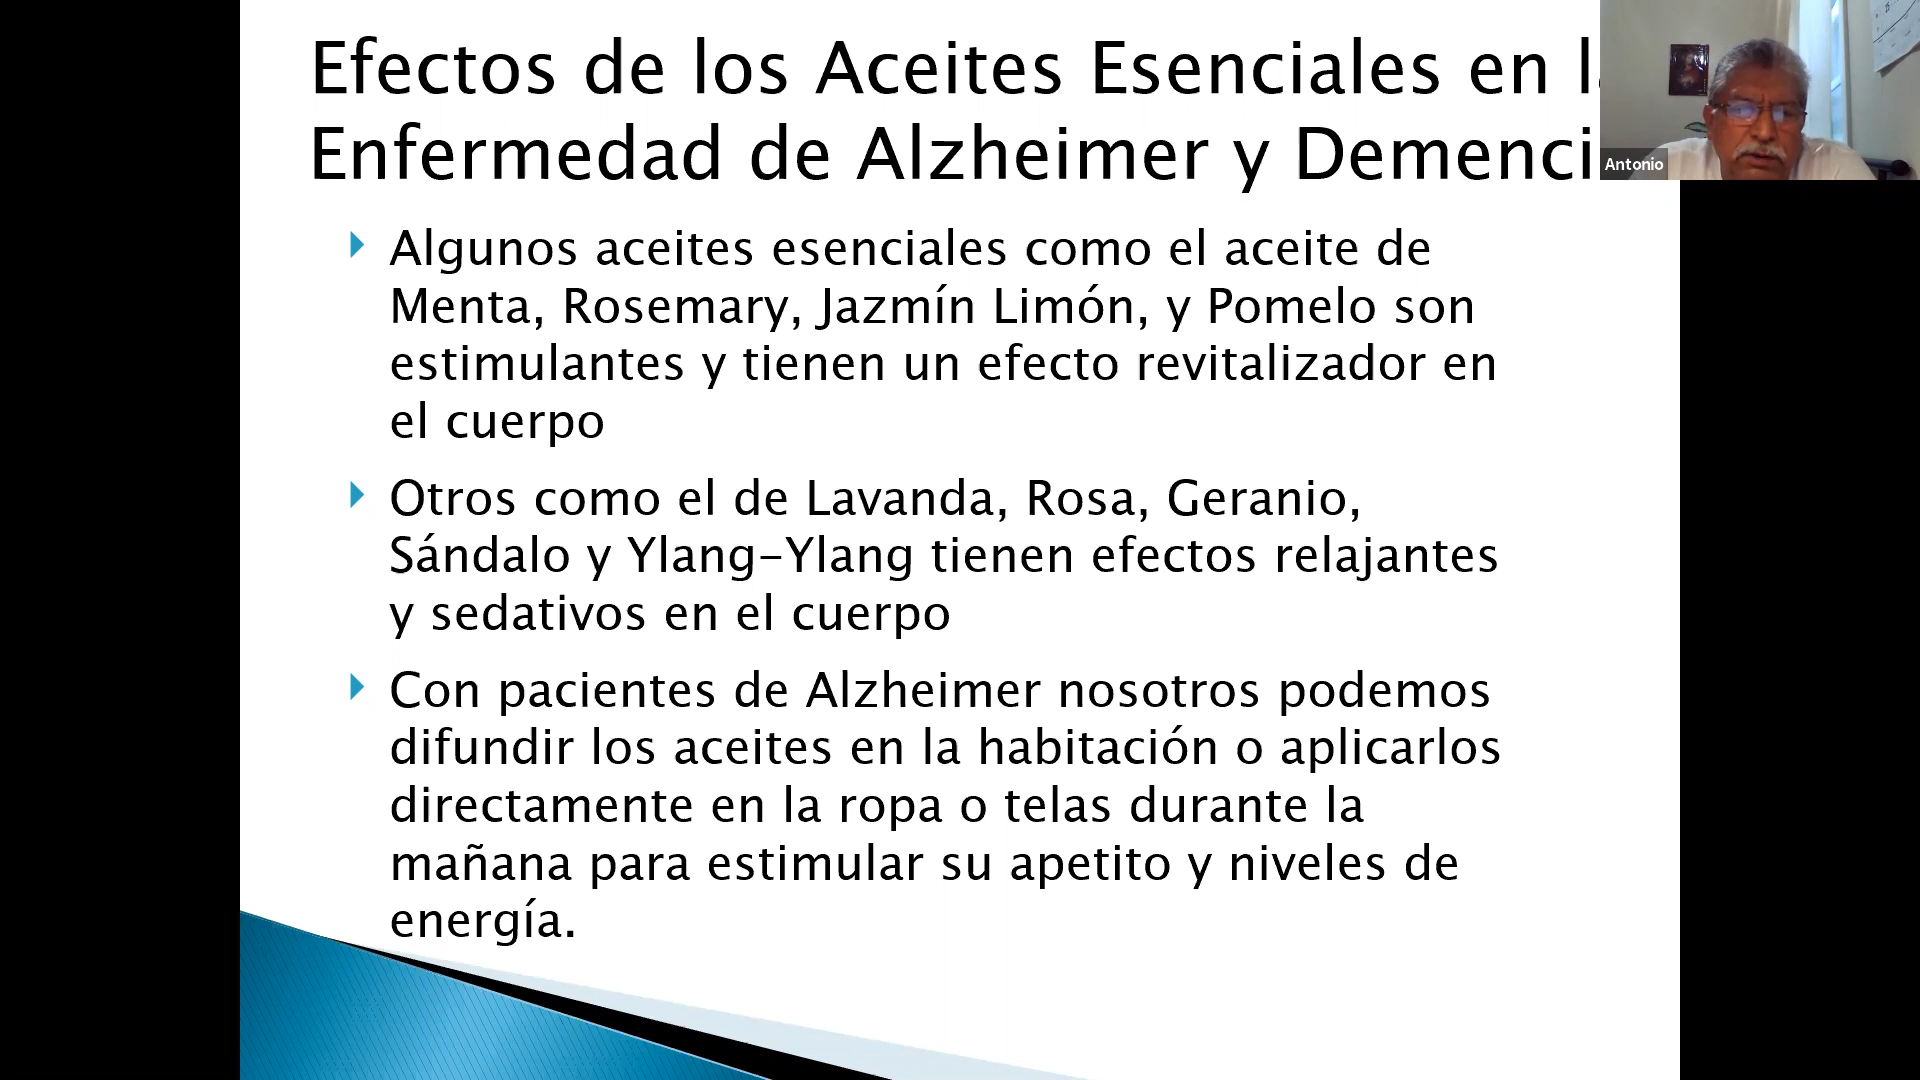 Efectos de los Aceites Esenciales en l
Enfermedad de Alzheimer y Demenci
Antonio
Algunos aceites esenciales como el aceite de
Menta, Rosemary, Jazmín Limón, y Pomelo son
estimulantes y tienen un efecto revitalizador en
el cuerpo
Otros como el de Lavanda, Rosa, Geranio,
Sándalo y Ylang-Ylang tienen efectos relajantes
y sedativos en el cuerpo
Con pacientes de Alzheimer nosotros podemos
difundir los aceites en la habitación o aplicarlos
directamente en la ropa o telas durante la
mañana para estimular su apetito y niveles de
energía.